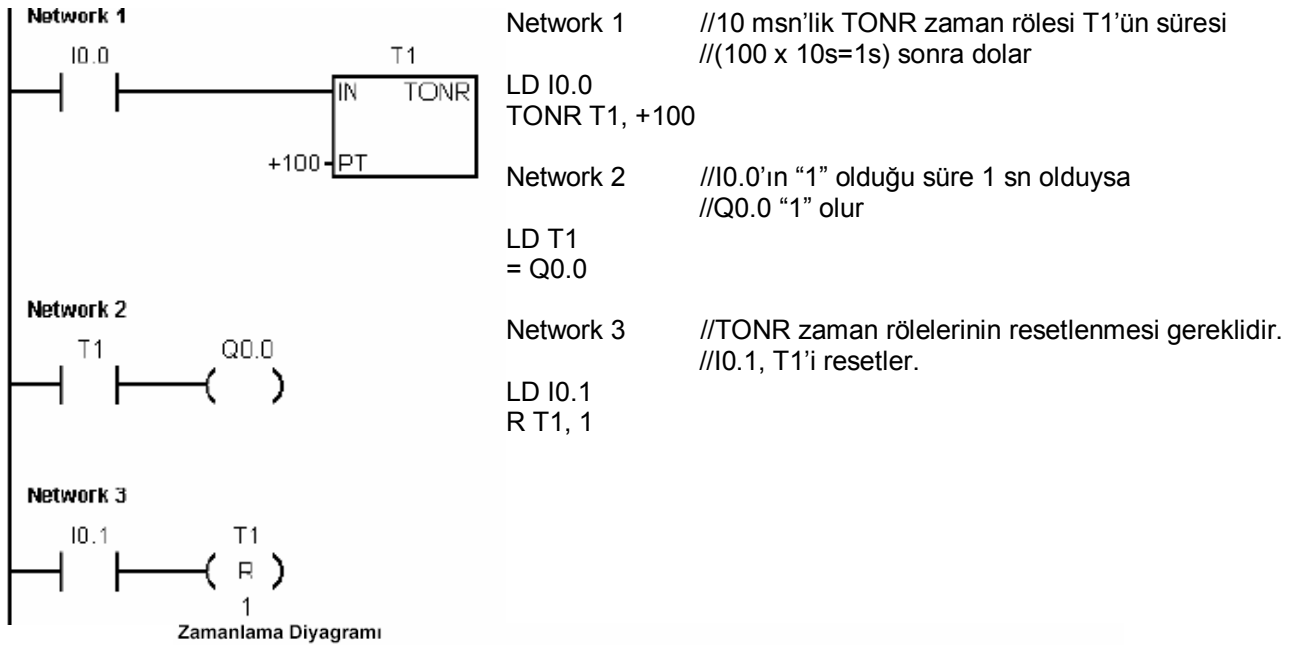 Network 1
I0.0
T1
IN TONR
+100 PT
Network 2
T1 Q0.0
Network 3
I0.1 T1
R
1
Zamanlama Diyagramı
Network 1 //10 msn’lik TONR zaman rölesi T1’ün süresi
//(100 x 10s=1s) sonra dolar
LD I0.0
TONR T1, +100
Network 2 //I0.0’ın “1” olduğu süre 1 sn olduysa
//Q0.0 “1” olur
LD T1
= Q0.0
Network 3 //TONR zaman rölelerinin resetlenmesi gereklidir.
//I0.1, T1’i resetler.
LD I0.1
R T1, 1